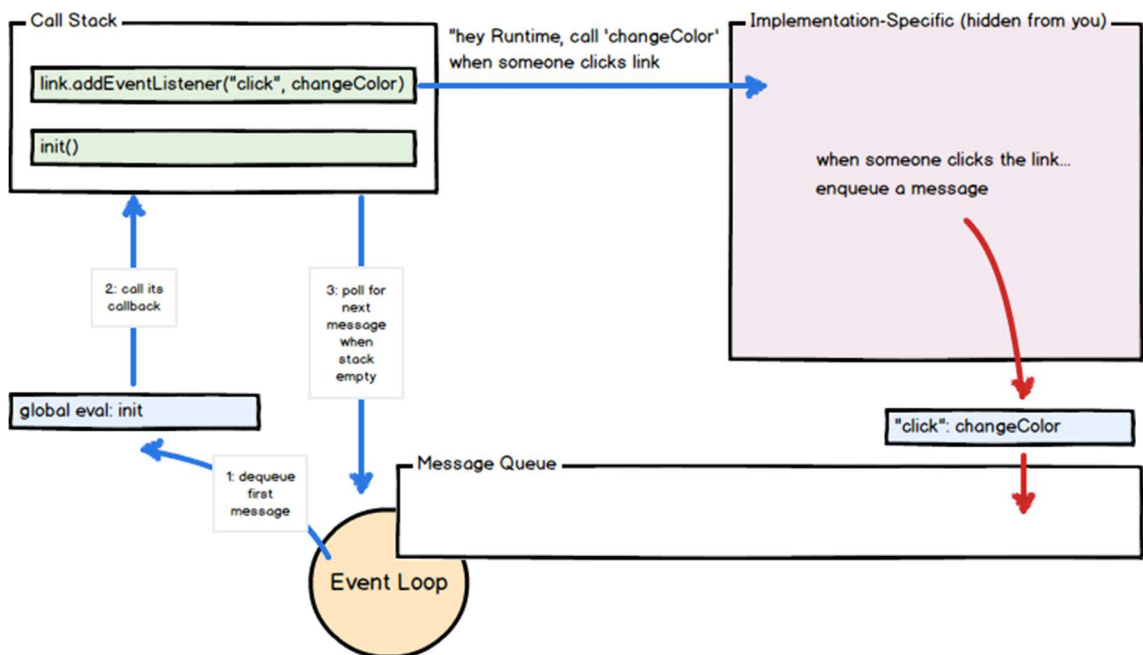 Call Stack
link.addEventListener("click", changeColor)
init()
"hey Runtime, call 'changeColor'
when someone clicks link
Implementation-Specific (hidden from you)
when someone clicks the link...
enqueue a message
2: call its
callback
3: poll for
next
message
when
stack
empty
global eval: init
"click": changeColor
1: dequeue
first
message
Message Queue
Event Loop